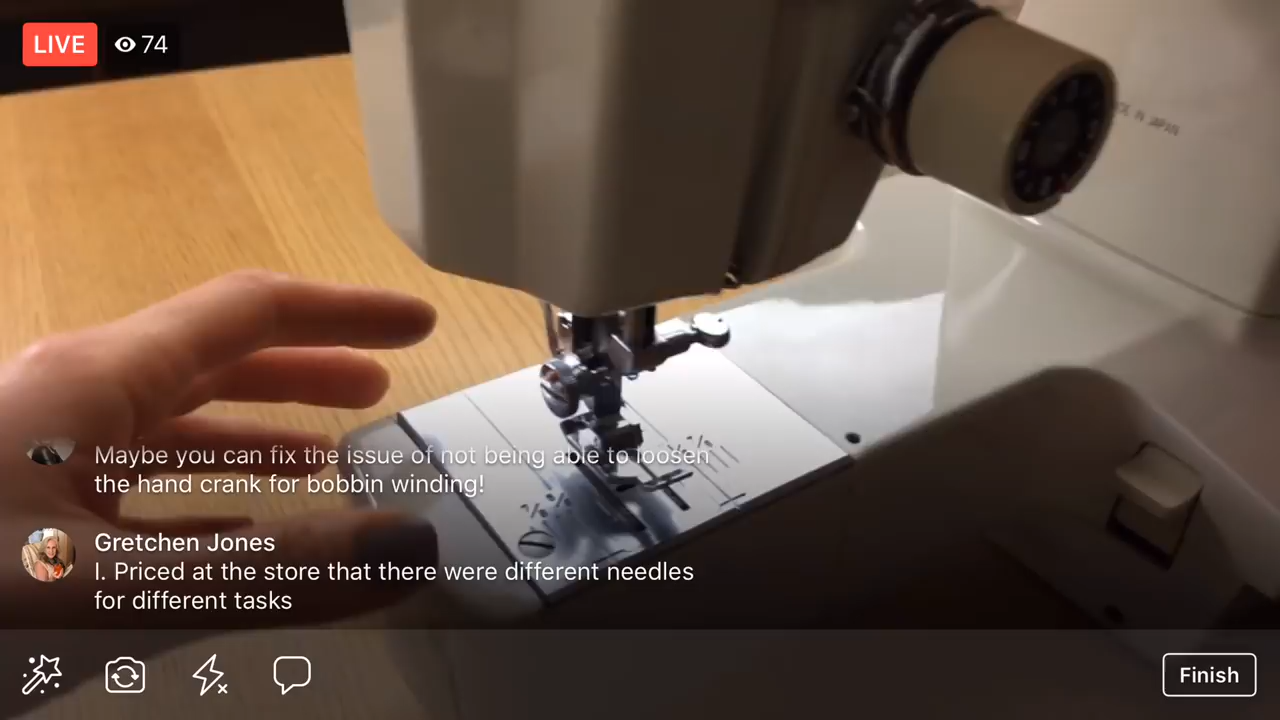 LIVE
74
IN JAPAN
Maybe you can fix the issue of not being able to loosen
the hand crank for bobbin winding!
Gretchen Jones
I. Priced at the store that there were different needles
for different tasks
Finish